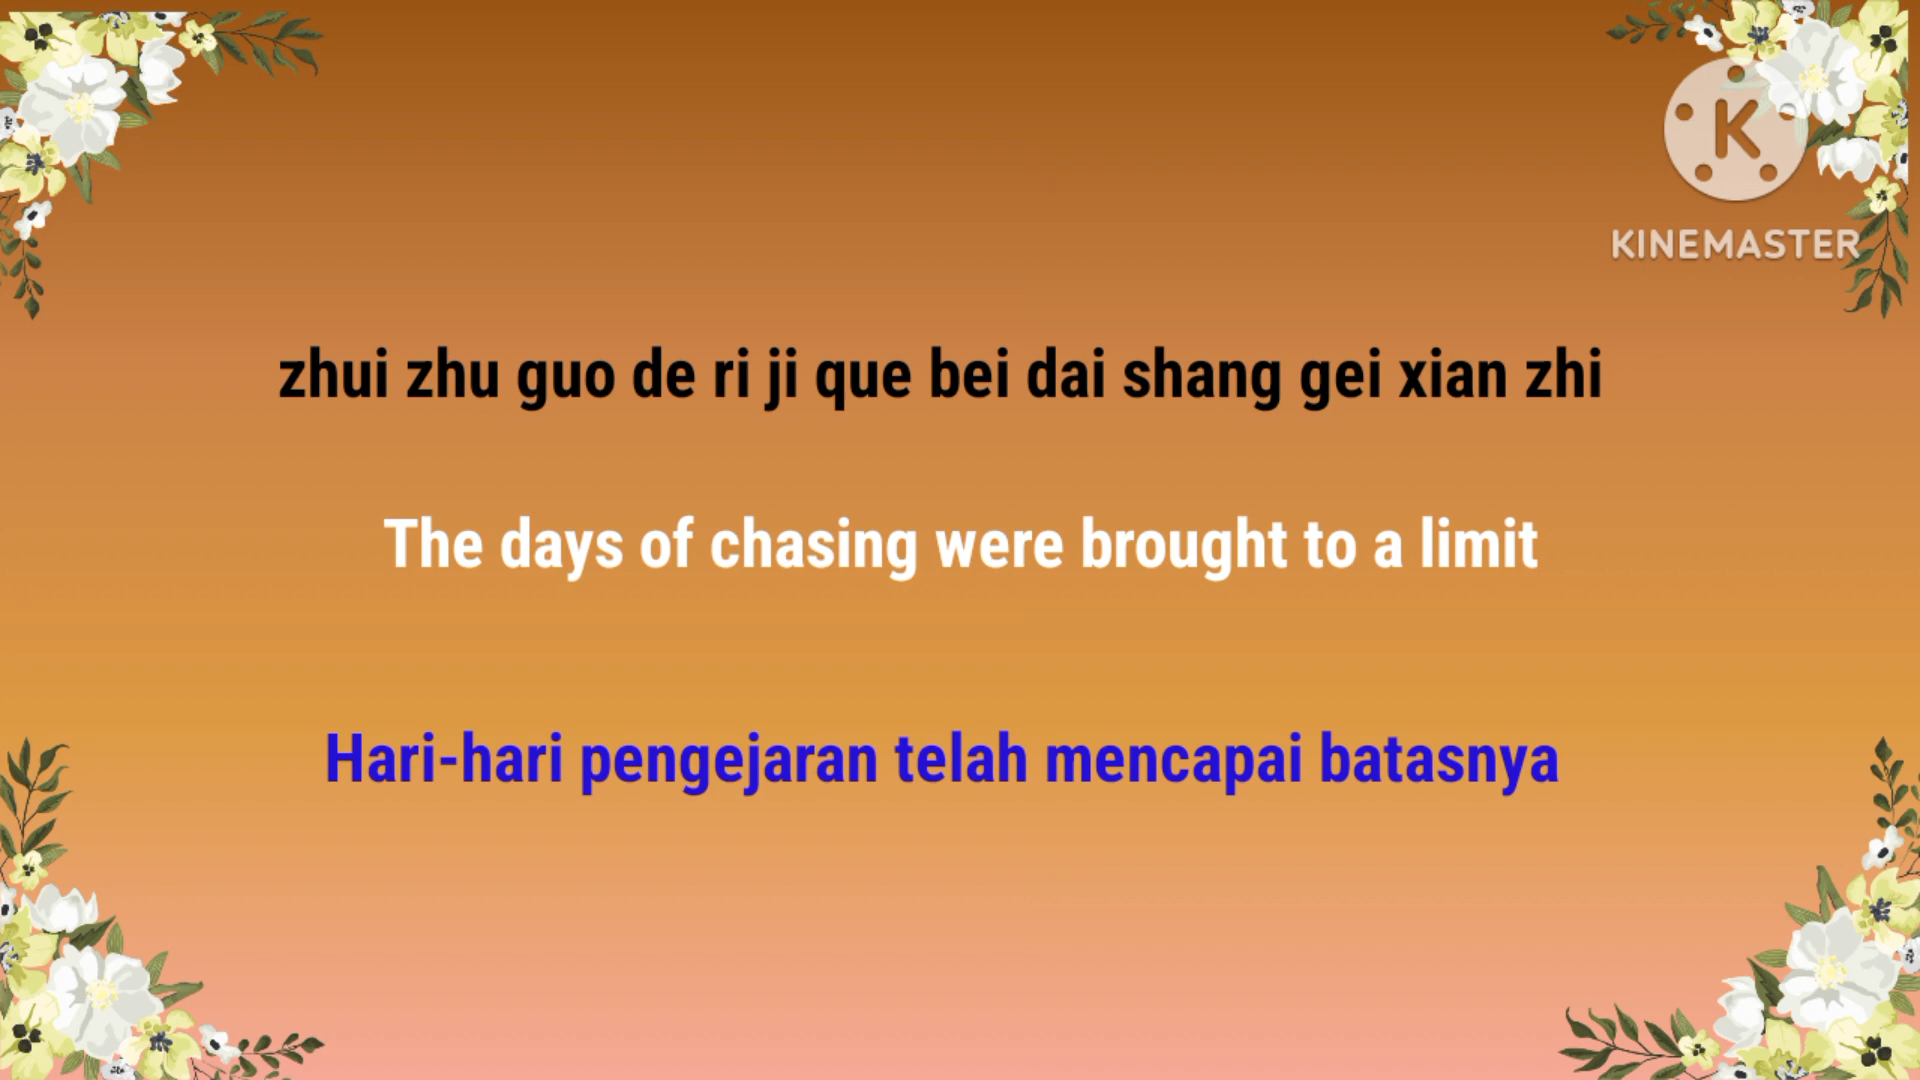 K
KINEMASTER
zhui zhu guo de ri ji que bei dai shang gei xian zhi
The days of chasing were brought to a limit
Hari-hari pengejaran telah mencapai batasnya